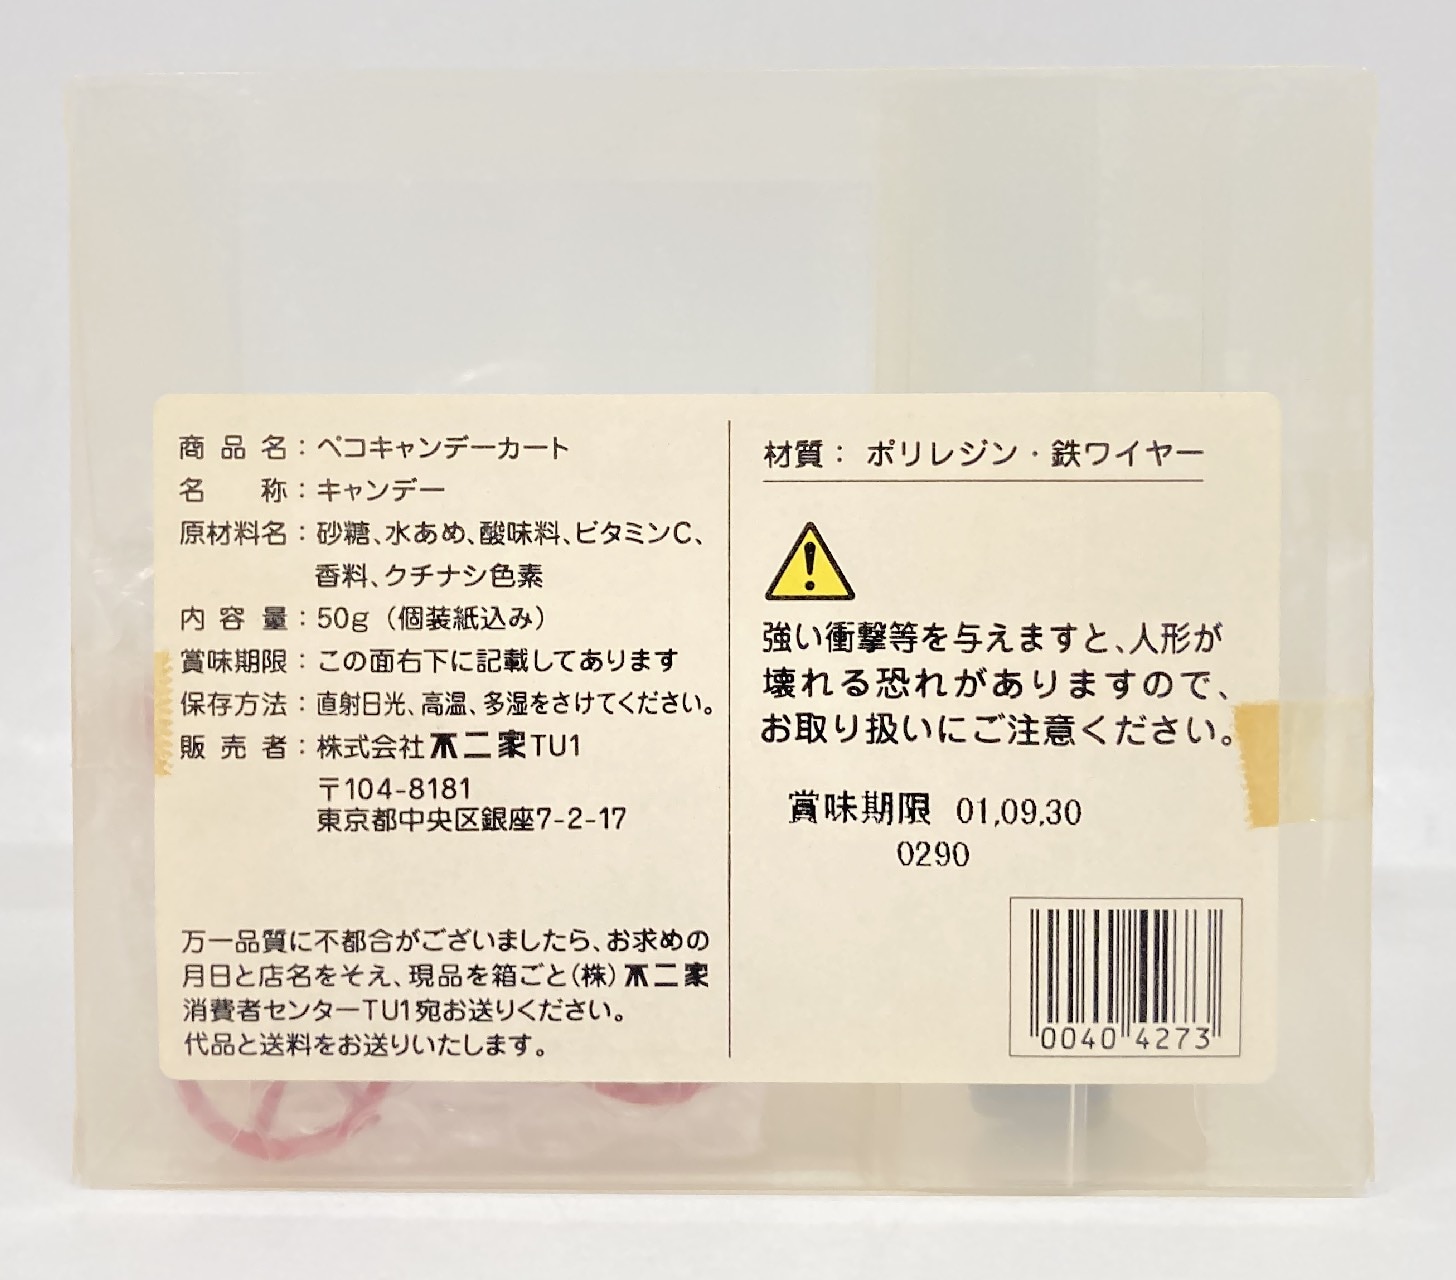 商品名：ペコキャンデーカート
名称：キャンデー
原材料名：砂糖、水あめ、酸味料、ビタミンC、
香料、クチナシ色素
内容量：50g（個装紙込み）
賞味期限：この面右下に記載してあります
保存方法：直射日光、高温、多湿をさけてください。
販売者：株式会社不二家TU1
〒104-8181
東京都中央区銀座7-2-17
万一品質に不都合がございましたら、お求めの
月日と店名をそえ、現品を箱ごと(株)不二家
消費者センターTU1宛お送りください。
代品と送料をお送りいたします。
材質：ポリレジン・鉄ワイヤー
強い衝撃等を与えますと、人形が
壊れる恐れがありますので、
お取り扱いにご注意ください。
賞味期限 01,09,30
0290
0040 4273